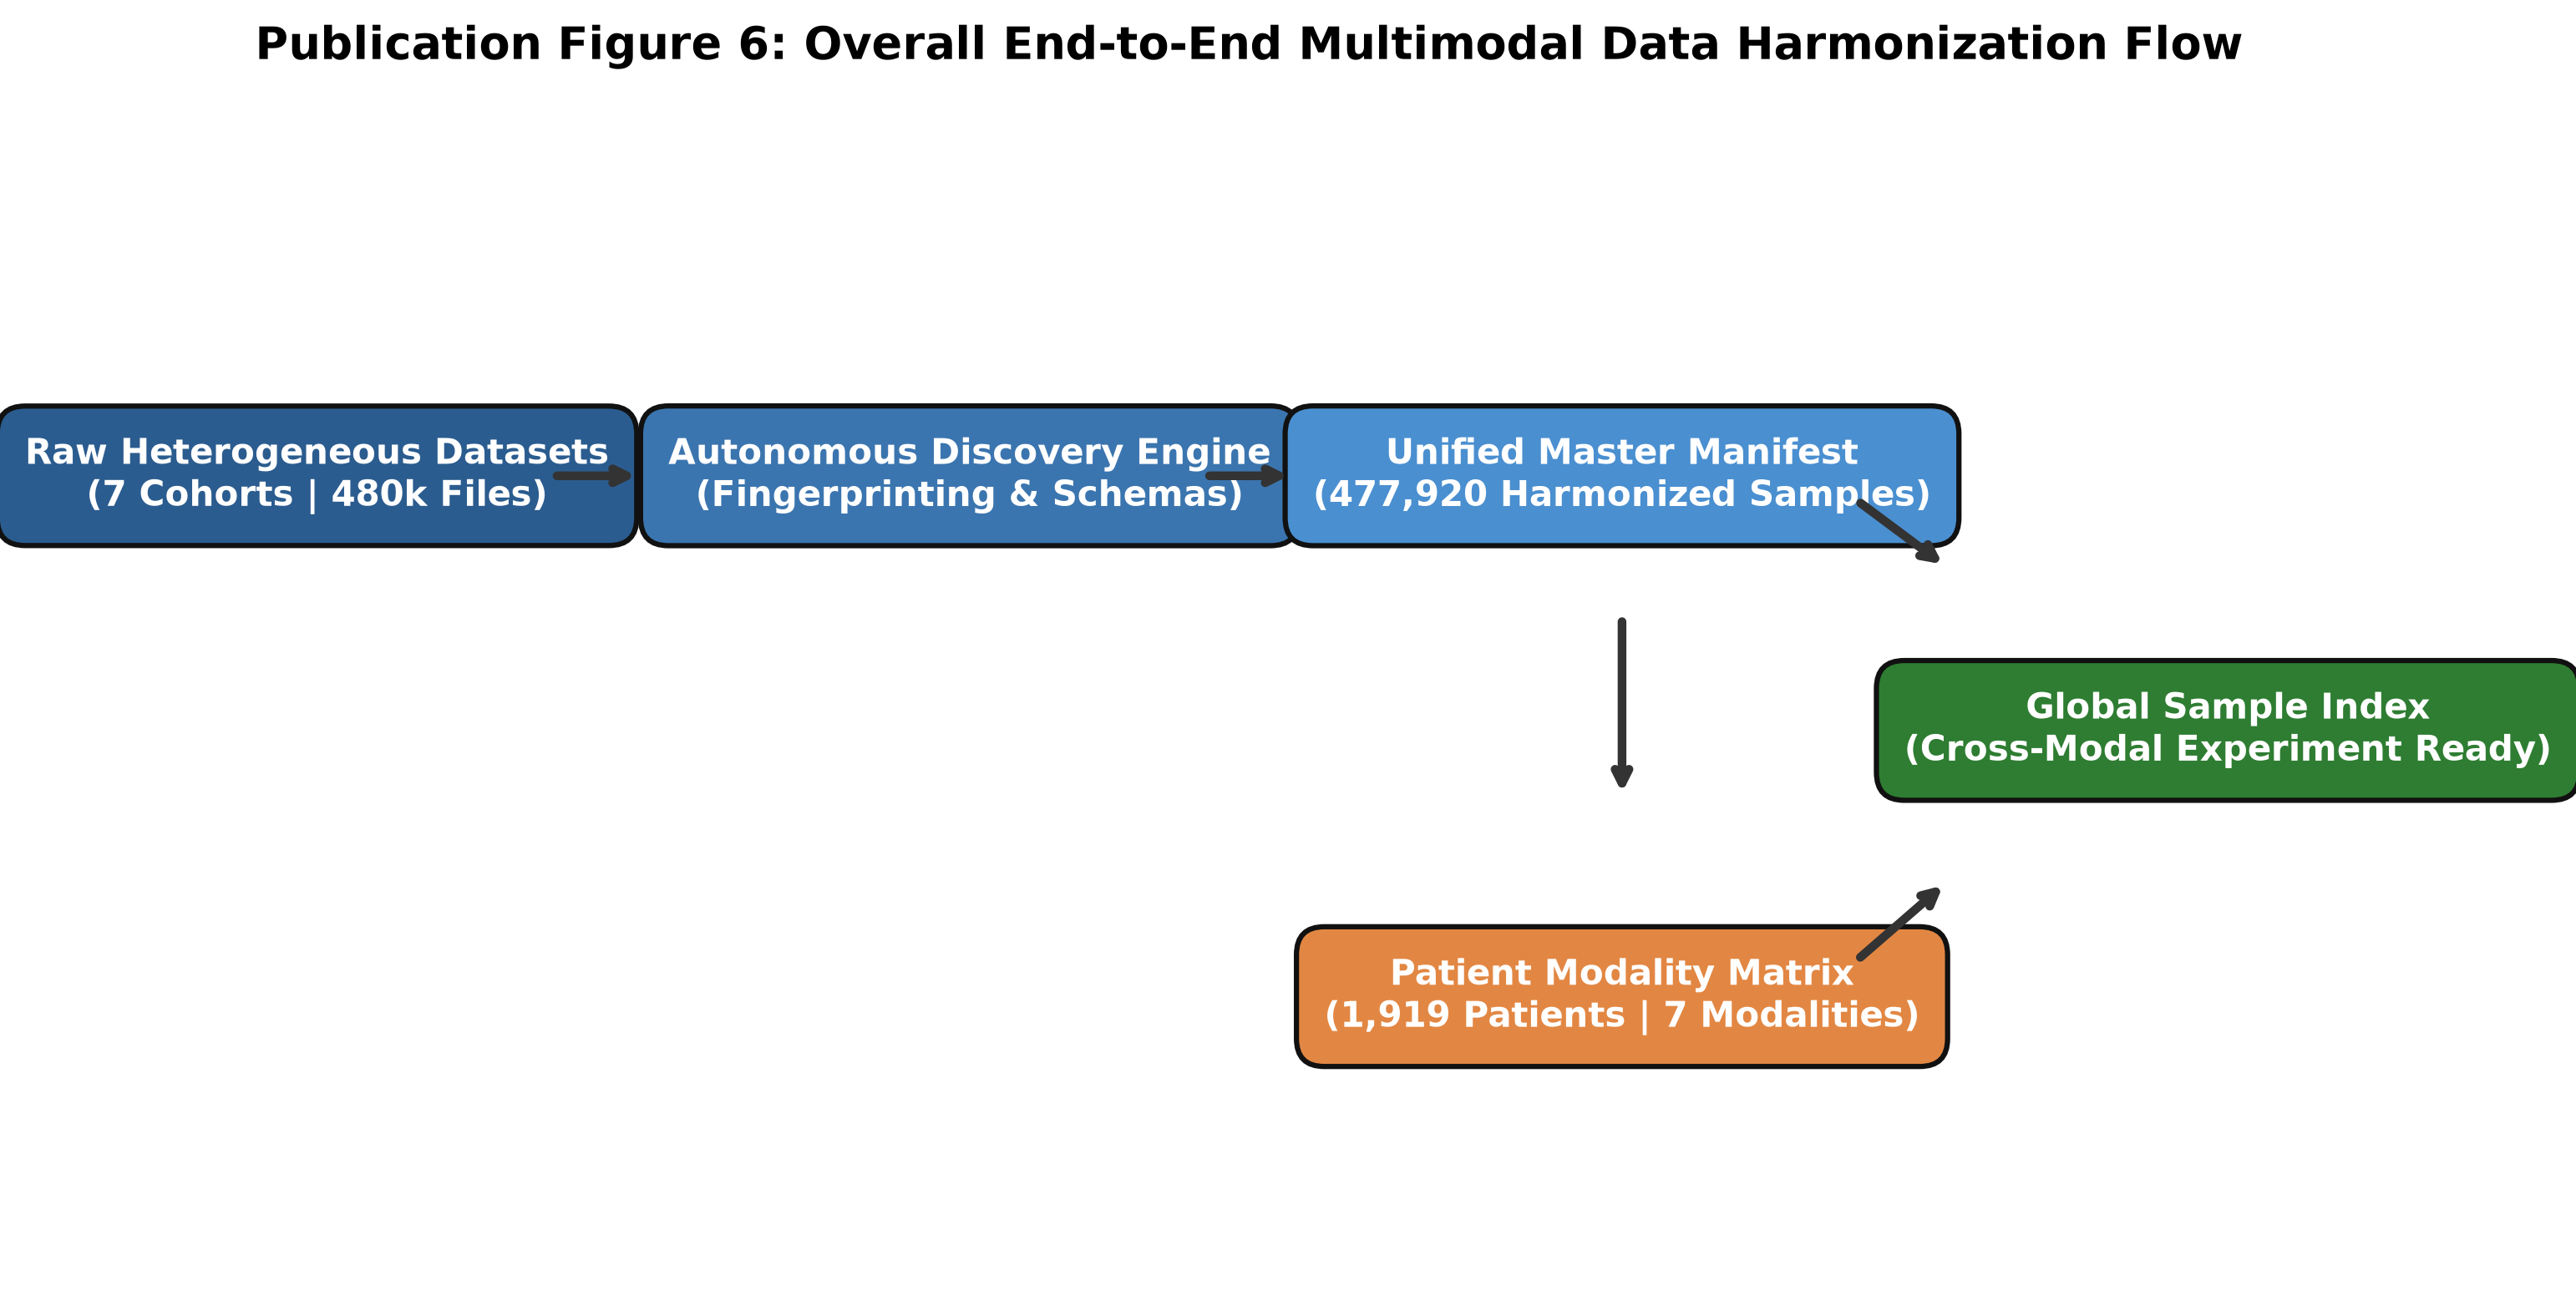 Publication Figure 6: Overall End-to-End Multimodal Data Harmonization Flow
Raw Heterogeneous Datasets
(7 Cohorts | 480k Files)
Autonomous Discovery Engine
(Fingerprinting & Schemas)
Unified Master Manifest
(477,920 Harmonized Samples)
Global Sample Index
(Cross-Modal Experiment Ready)
Patient Modality Matrix
(1,919 Patients | 7 Modalities)